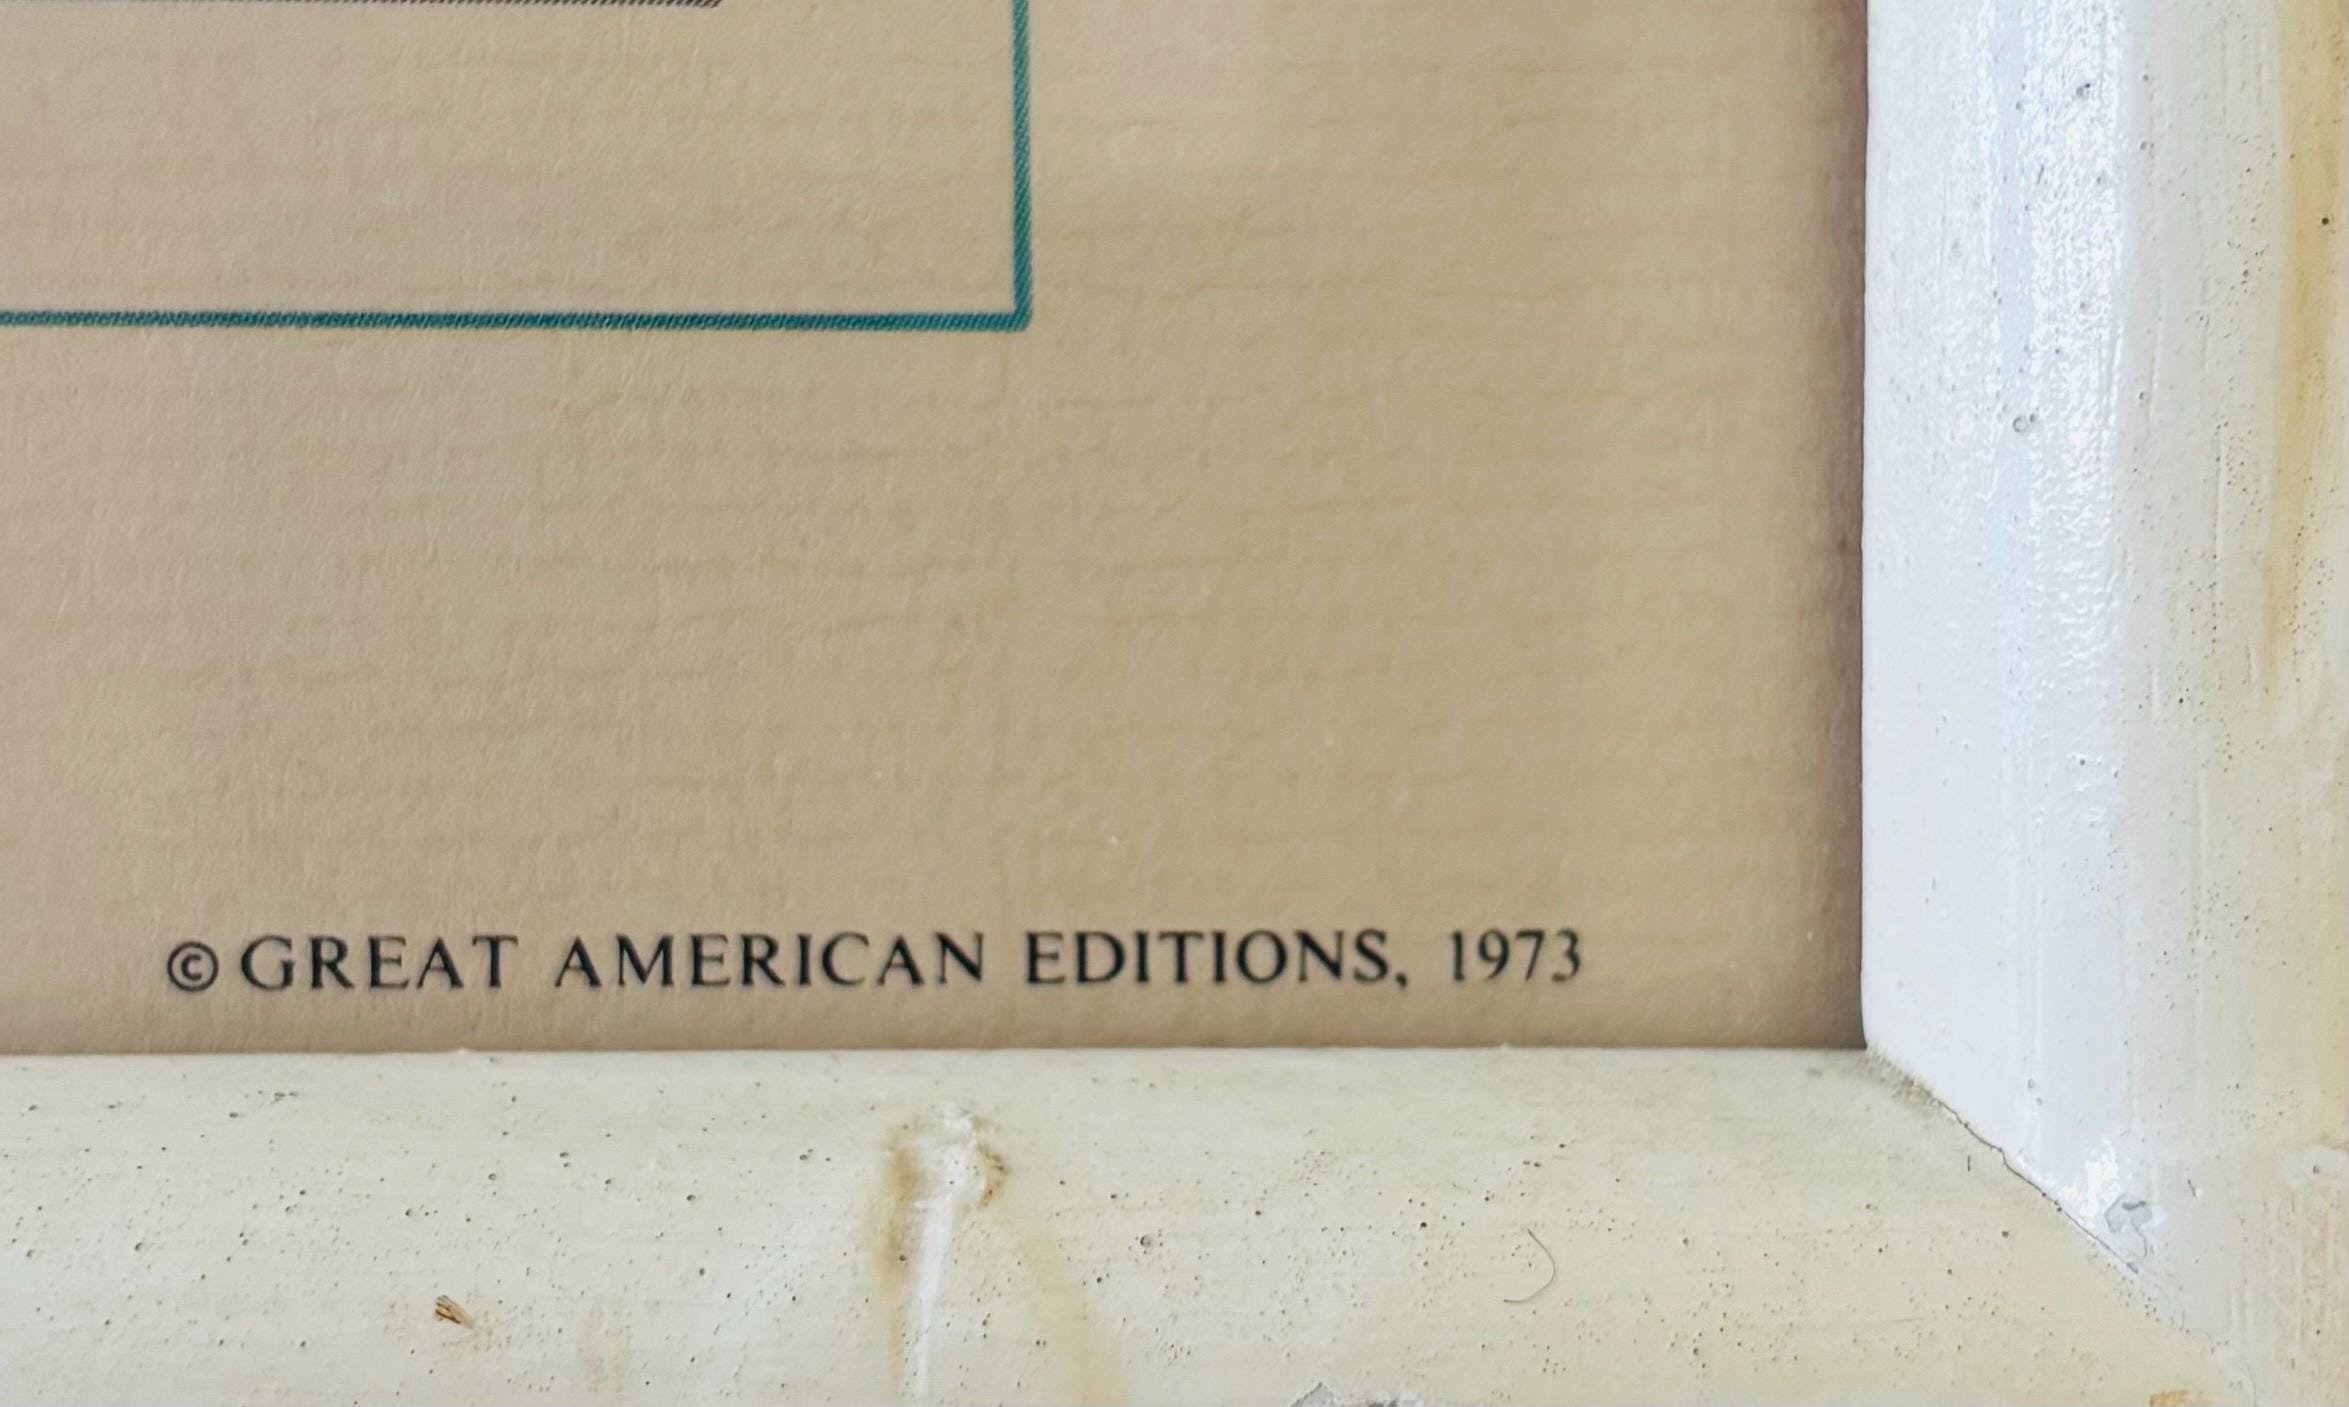 © GREAT AMERICAN EDITIONS, 1973